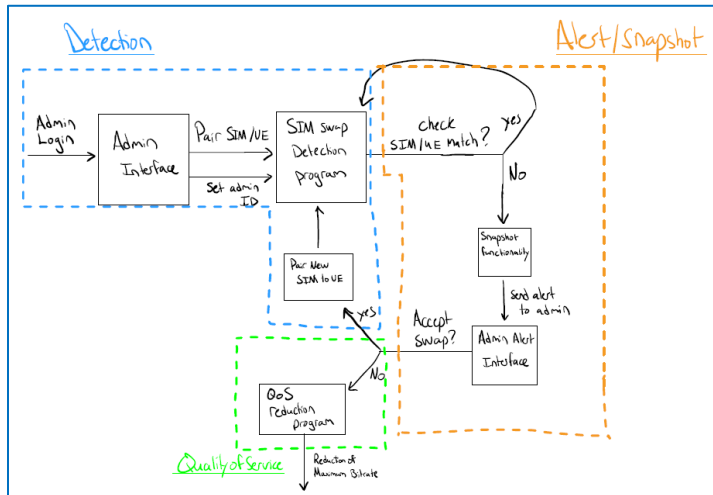 Detection
Alert/Snapshot
Admin
Login
Admin
Interface
Pair SIM/UE
Set admin
ID
SIM swap
Detection
program
check
SIM/UE match?
yes
No
Snapshot
functionality
Send alert
to admin
Admin Alert
Interface
Accept
swap?
yes
No
Pair New
SIM to UE
QoS
reduction
program
Quality of Service
Reduction of
Maximum Bitrate